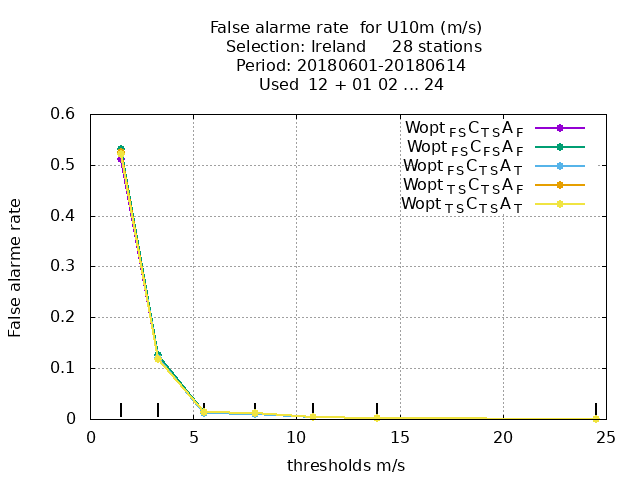 False alarme rate  for U10m (m/s)
Selection: Ireland     28 stations
Period: 20180601-20180614
Used  12 + 01 02 ... 24
Wopt FS C TS A F
Wopt FS C FS A F
Wopt FS C TS A T
Wopt TS C TS A F
Wopt TS C TS A T
False alarme rate
0.6
0.5
0.4
0.3
0.2
0.1
0
0 5 10 15 20 25
thresholds m/s